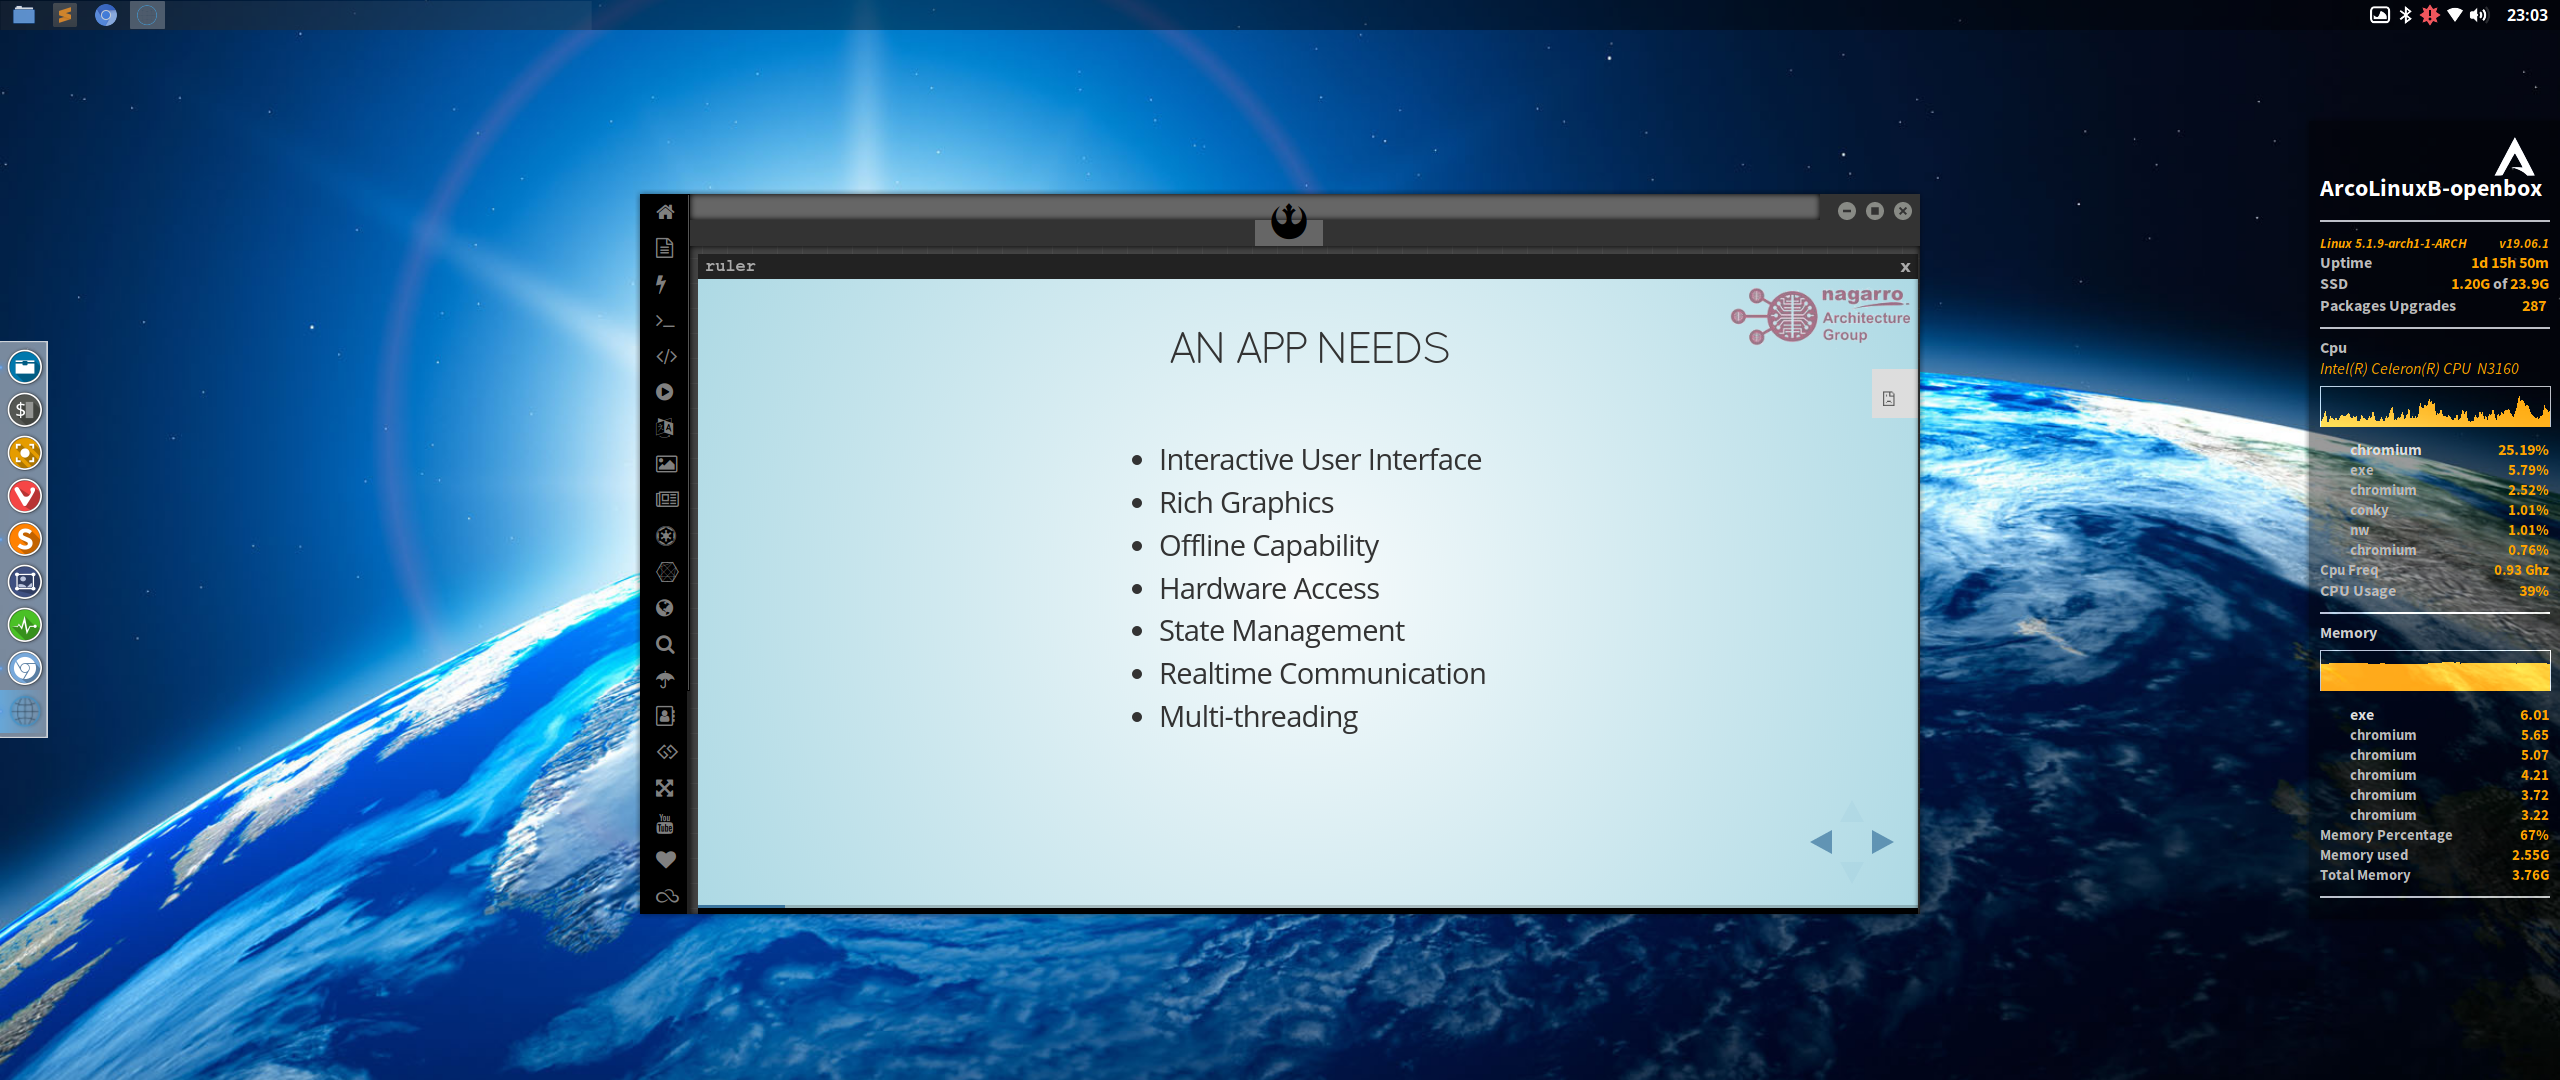 23:03
ruler
x
nagarro
Architecture
Group
AN APP NEEDS
Interactive User Interface
Rich Graphics
Offline Capability
Hardware Access
State Management
Realtime Communication
Multi-threading
You
Tube
ArcoLinuxB-openbox
Linux 5.1.9-arch1-1-ARCH v19.06.1
Uptime 1d 15h 50m
SSD 1.20G of 23.9G
Packages Upgrades 287
Cpu
Intel(R) Celeron(R) CPU N3160
chromium 25.19%
exe 5.79%
chromium 2.52%
conky 1.01%
nw 1.01%
chromium 0.76%
Cpu Freq 0.93 Ghz
CPU Usage 39%
Memory
exe 6.01
chromium 5.65
chromium 5.07
chromium 4.21
chromium 3.72
chromium 3.22
Memory Percentage 67%
Memory used 2.55G
Total Memory 3.76G